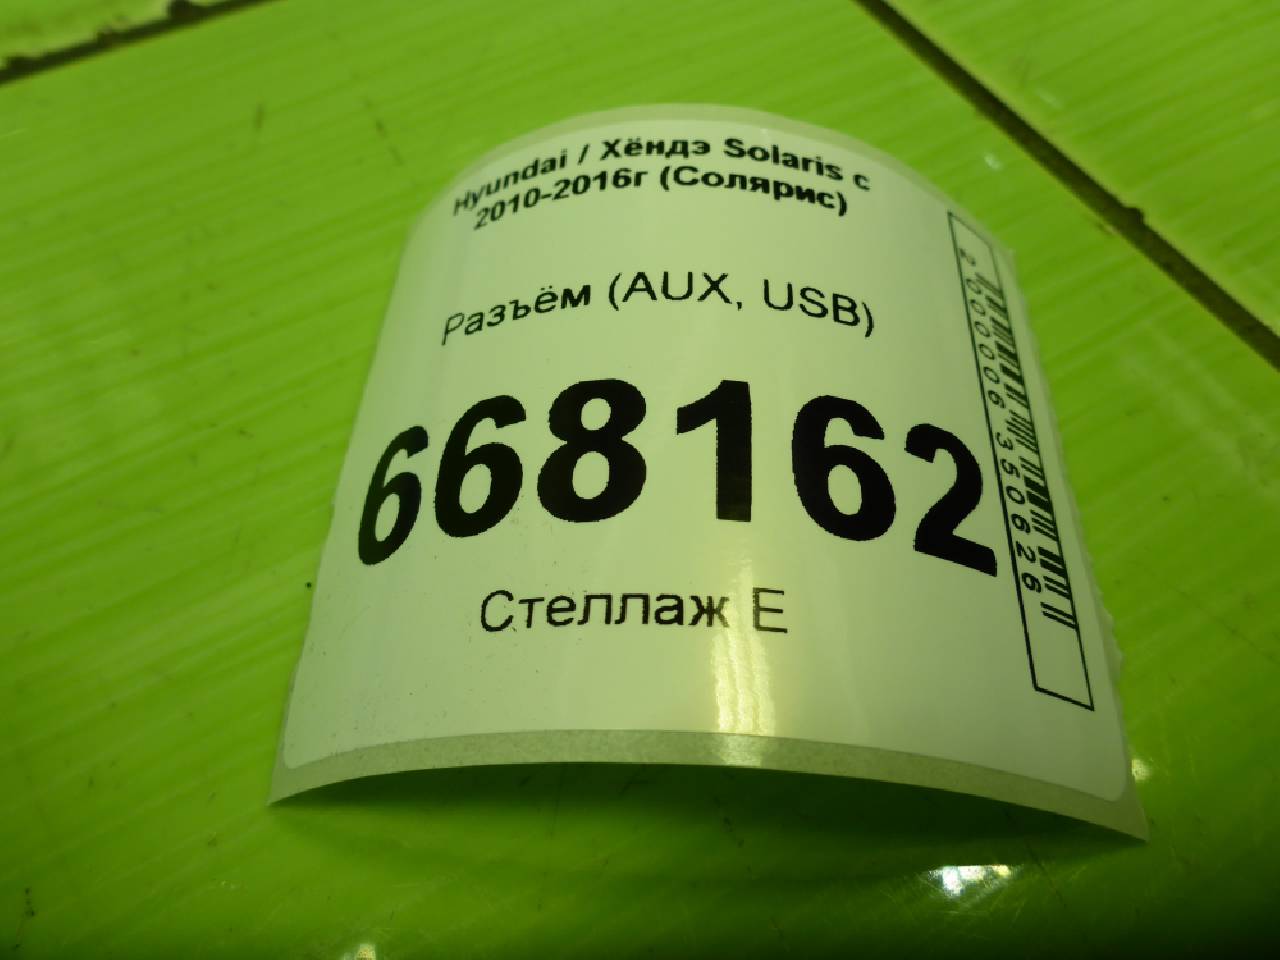 Hyundai / Хёндэ Solaris с
2010-2016г (Солярис)
Разъём (AUX, USB)
668162
Стеллаж Е
2000006350626